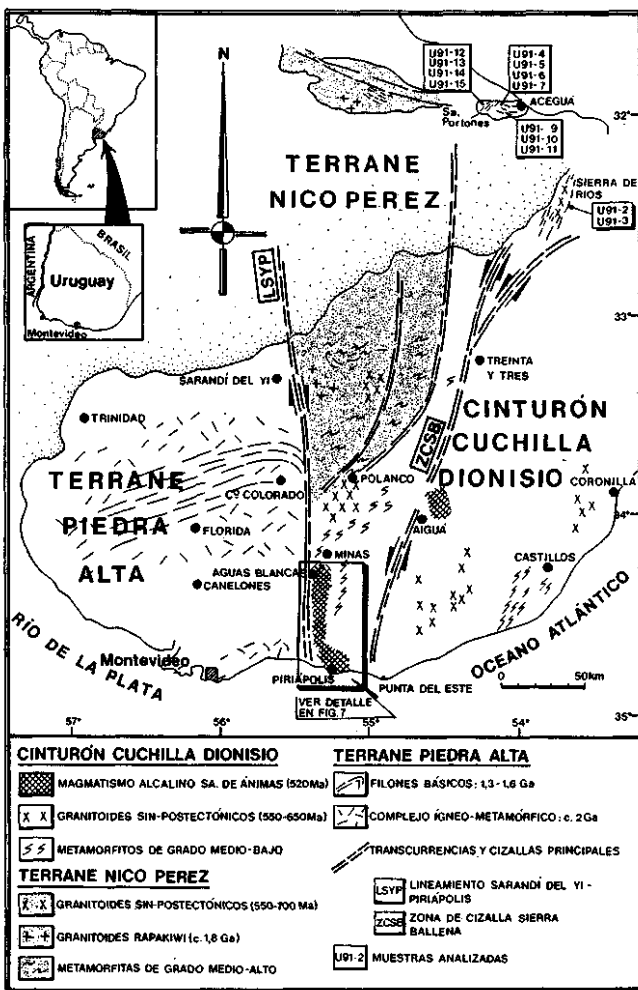 N
U91-12
U91-13
U91-14
U91-15
U91-4
U91-5
U91-6
U91-7
ACEGUÁ
32°
Sa. Portones
U91-9
U91-10
U91-11
TERRANE
NICO PEREZ
SIERRA DE
RIOS
U91-2
U91-3
ARGENTINA
BRASIL
Uruguay
Montevideo
LSYP
33°
SARANDÍ DEL YI
TREINTA
Y TRES
TRINIDAD
CINTURÓN
CUCHILLA
DIONISIO
ZCSB
CORONILLA
TERRANE
PIEDRA
ALTA
Cº COLORADO
POLANCO
34°
FLORIDA
AIGUÁ
MINAS
CASTILLOS
AGUAS BLANCAS
CANELONES
RÍO DE LA PLATA
Montevideo
OCEANO ATLÁNTICO
PIRIÁPOLIS
PUNTA DEL ESTE
0 50km
VER DETALLE
EN FIG.7
57° 56° 55° 54° 53°
CINTURÓN CUCHILLA DIONISIO
MAGMATISMO ALCALINO SA. DE ÁNIMAS (520Ma)
GRANITOIDES SIN-POSTECTÓNICOS (550-650Ma)
METAMORFITOS DE GRADO MEDIO-BAJO
TERRANE NICO PEREZ
GRANITOIDES SIN-POSTECTÓNICOS (550-700 Ma)
GRANITOIDES RAPAKIWI (c. 1,8 Ga)
METAMORFITAS DE GRADO MEDIO-ALTO
TERRANE PIEDRA ALTA
FILONES BÁSICOS: 1,3-1,6 Ga
COMPLEJO ÍGNEO-METAMÓRFICO: c. 2Ga
TRANSCURRENCIAS Y CIZALLAS PRINCIPALES
LSYP LINEAMIENTO SARANDÍ DEL YI -
PIRIÁPOLIS
ZCSB ZONA DE CIZALLA SIERRA
BALLENA
U91-2 MUESTRAS ANALIZADAS